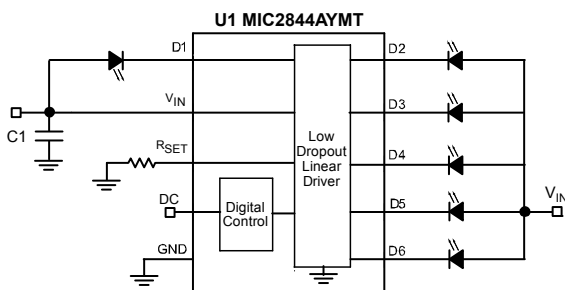 U1 MIC2844AYMT
D1
D2
VIN
D3
C1
RSET
Low
Dropout
Linear
Driver
D4
DC
Digital
Control
D5
VIN
GND
D6